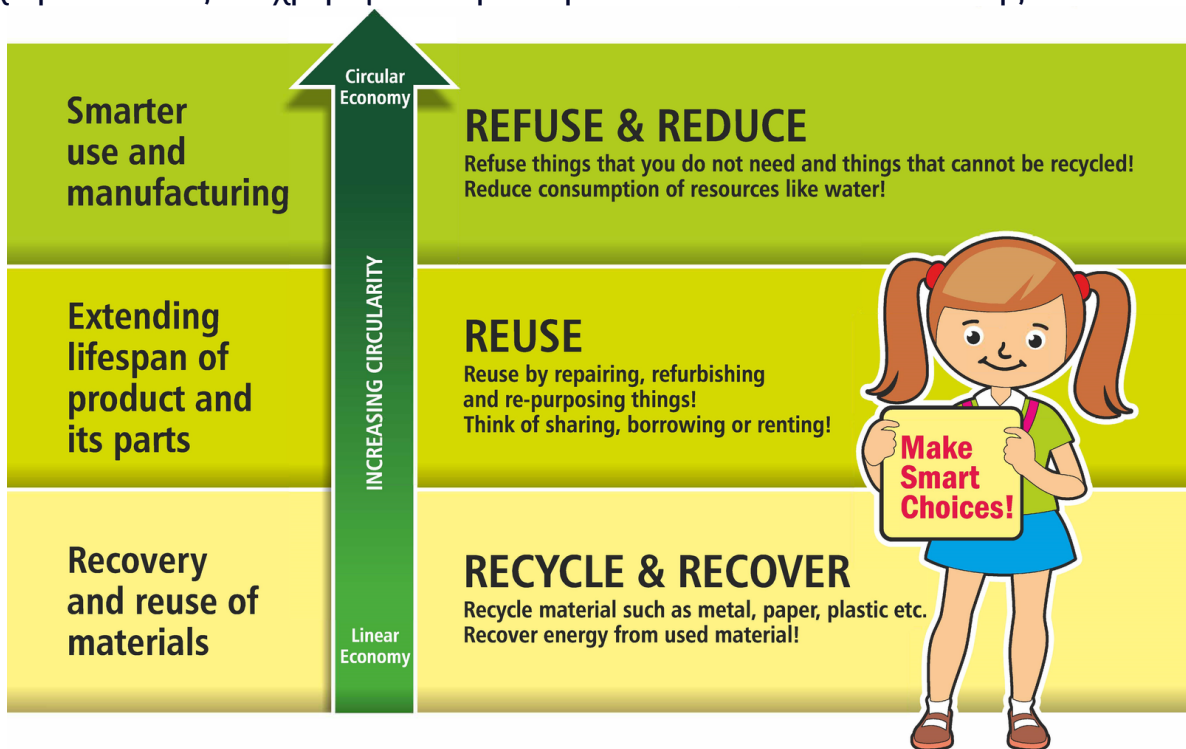 Circular
Economy
Smarter
use and
manufacturing
REFUSE & REDUCE
Refuse things that you do not need and things that cannot be recycled!
Reduce consumption of resources like water!
INCREASING CIRCULARITY
Extending
lifespan of
product and
its parts
REUSE
Reuse by repairing, refurbishing
and re-purposing things!
Think of sharing, borrowing or renting!
Make
Smart
Choices!
Recovery
and reuse of
materials
RECYCLE & RECOVER
Recycle material such as metal, paper, plastic etc.
Recover energy from used material!
Linear
Economy